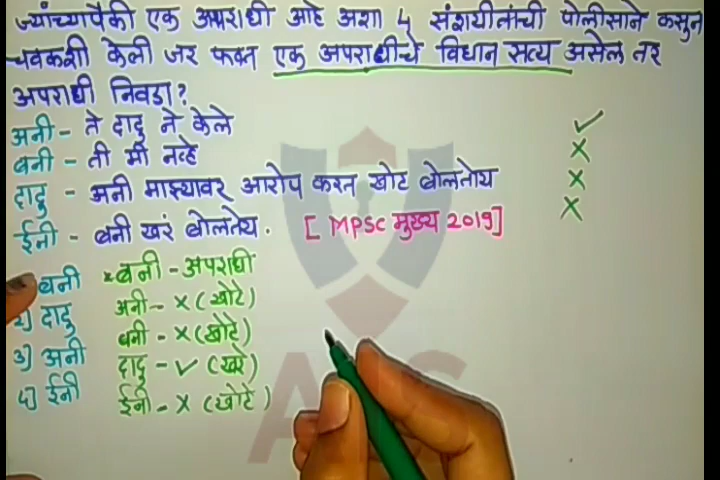 ज्यांच्यापैकी एक अपराधी आहे अशा 4 संशयीतांची पोलीसाने कसुन
चवकशी केली जर फक्त एक अपराधीचे विधान सत्य असेल तर
अपराधी निवडा?
अनी - ते दादु ने केले ✓
बनी - ती मी नव्हे ×
दादु - अनी माझ्यावर आरोप करत खोट बोलतोय ×
ईनी - बनी खरं बोलतेय. [ MPSC मुख्य 2019] ×
बनी
2] दादु
3] अनी
4] ईनी
* बनी - अपराधी
अनी - × (खोटे)
बनी - × (खोटे)
दादु - ✓ (खरे)
ईनी - × (खोटे)